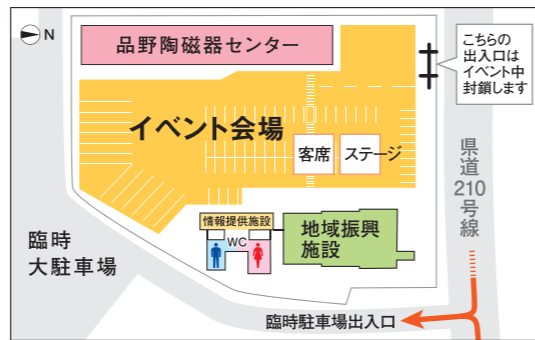 N
品野陶磁器センター
こちらの
出入口は
イベント中
封鎖します
イベント会場
客席
ステージ
県道210号線
情報提供施設
WC
地域振興
施設
臨時
大駐車場
臨時駐車場出入口